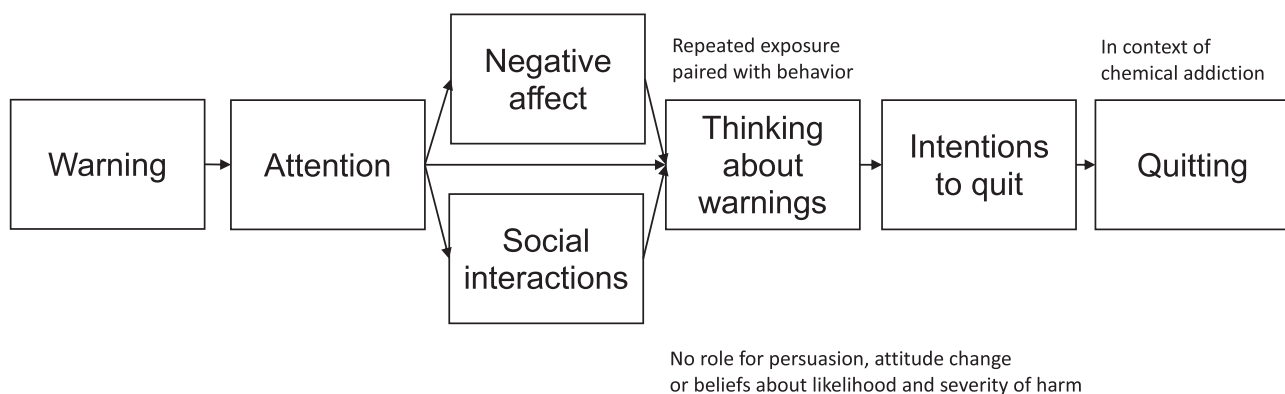 Warning
Attention
Negative
affect
Social
interactions
Repeated exposure
paired with behavior
Thinking
about
warnings
Intentions
to quit
In context of
chemical addiction
Quitting
No role for persuasion, attitude change
or beliefs about likelihood and severity of harm